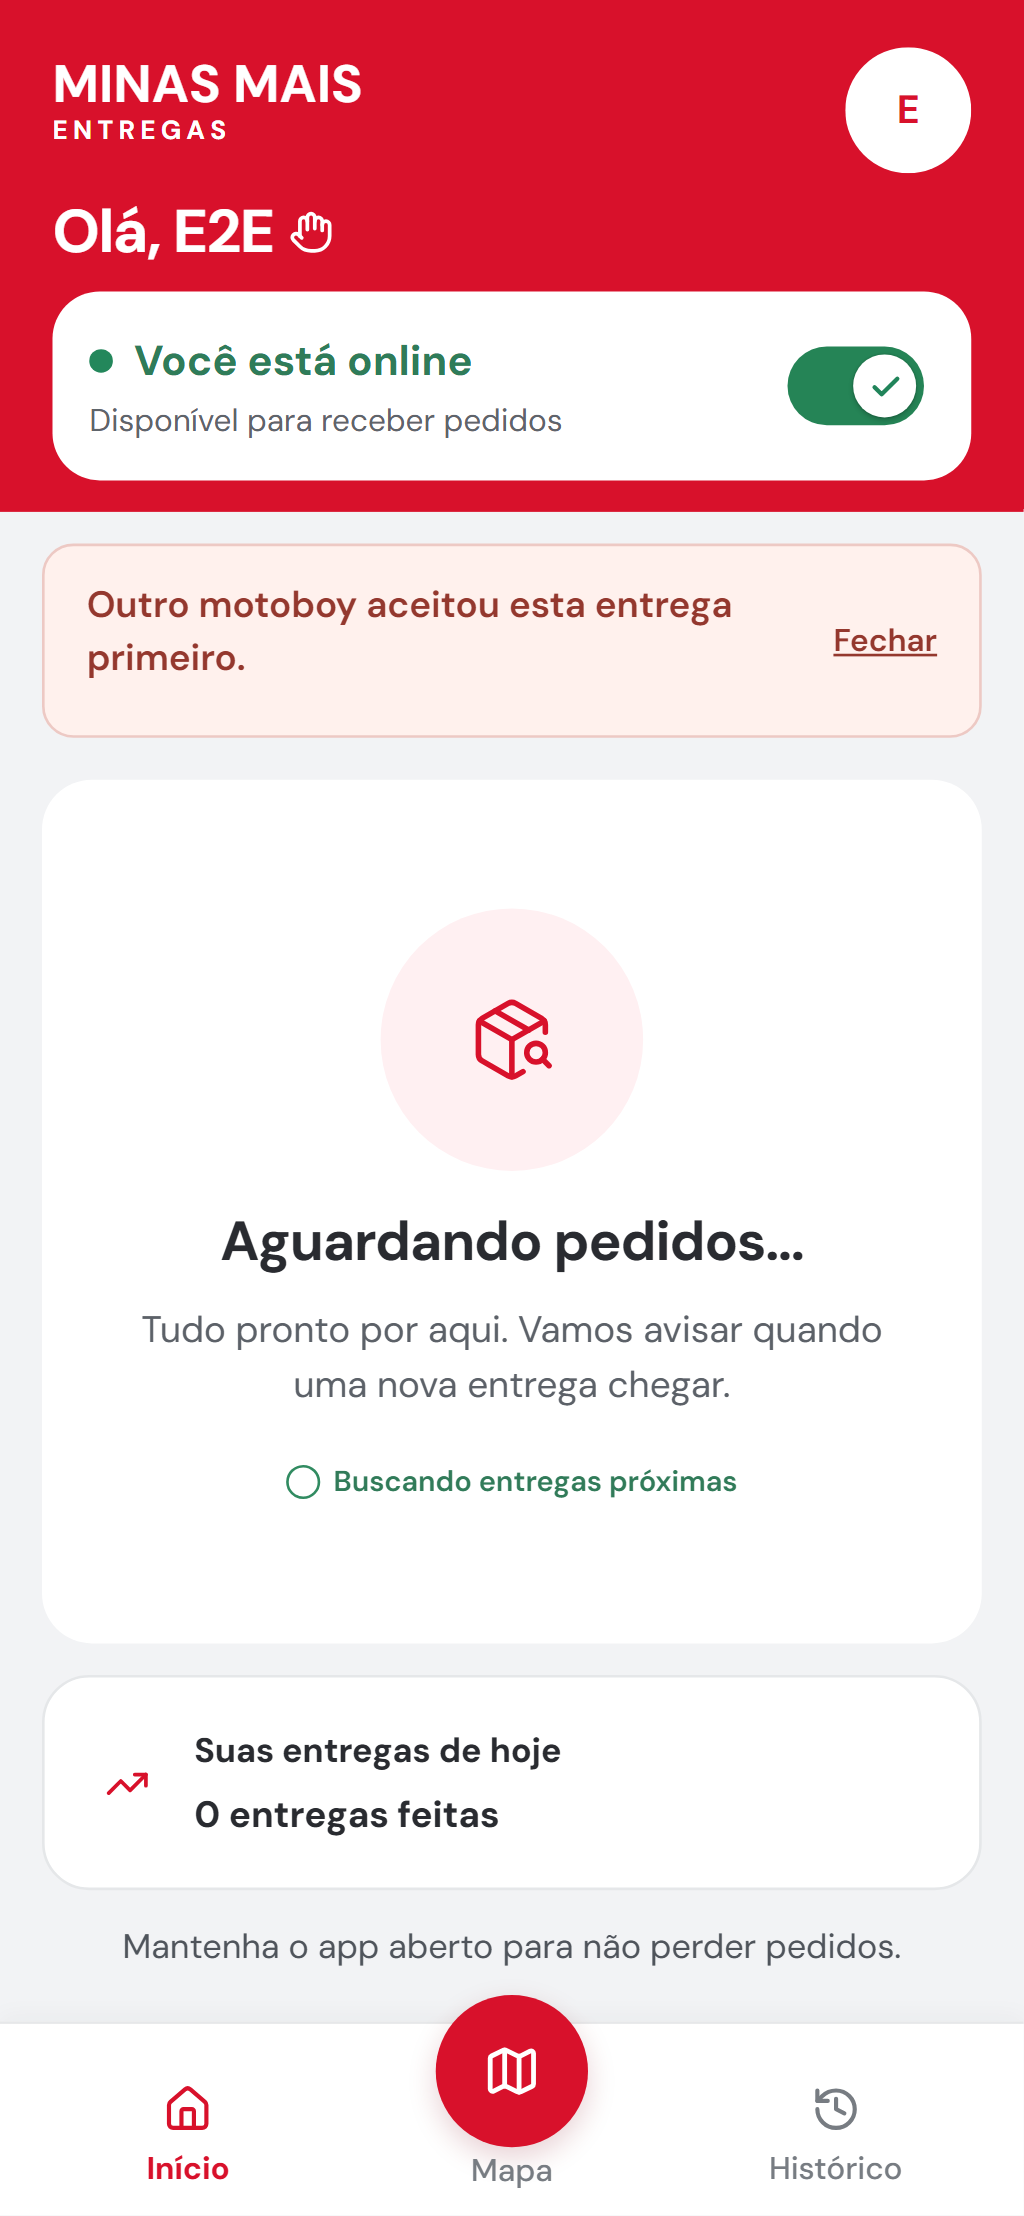 MINAS MAIS
ENTREGAS
E
Olá, E2E
Você está online
Disponível para receber pedidos
Outro motoboy aceitou esta entrega
primeiro.
Fechar
Aguardando pedidos...
Tudo pronto por aqui. Vamos avisar quando
uma nova entrega chegar.
Buscando entregas próximas
Suas entregas de hoje
0 entregas feitas
Mantenha o app aberto para não perder pedidos.
Início
Mapa
Histórico